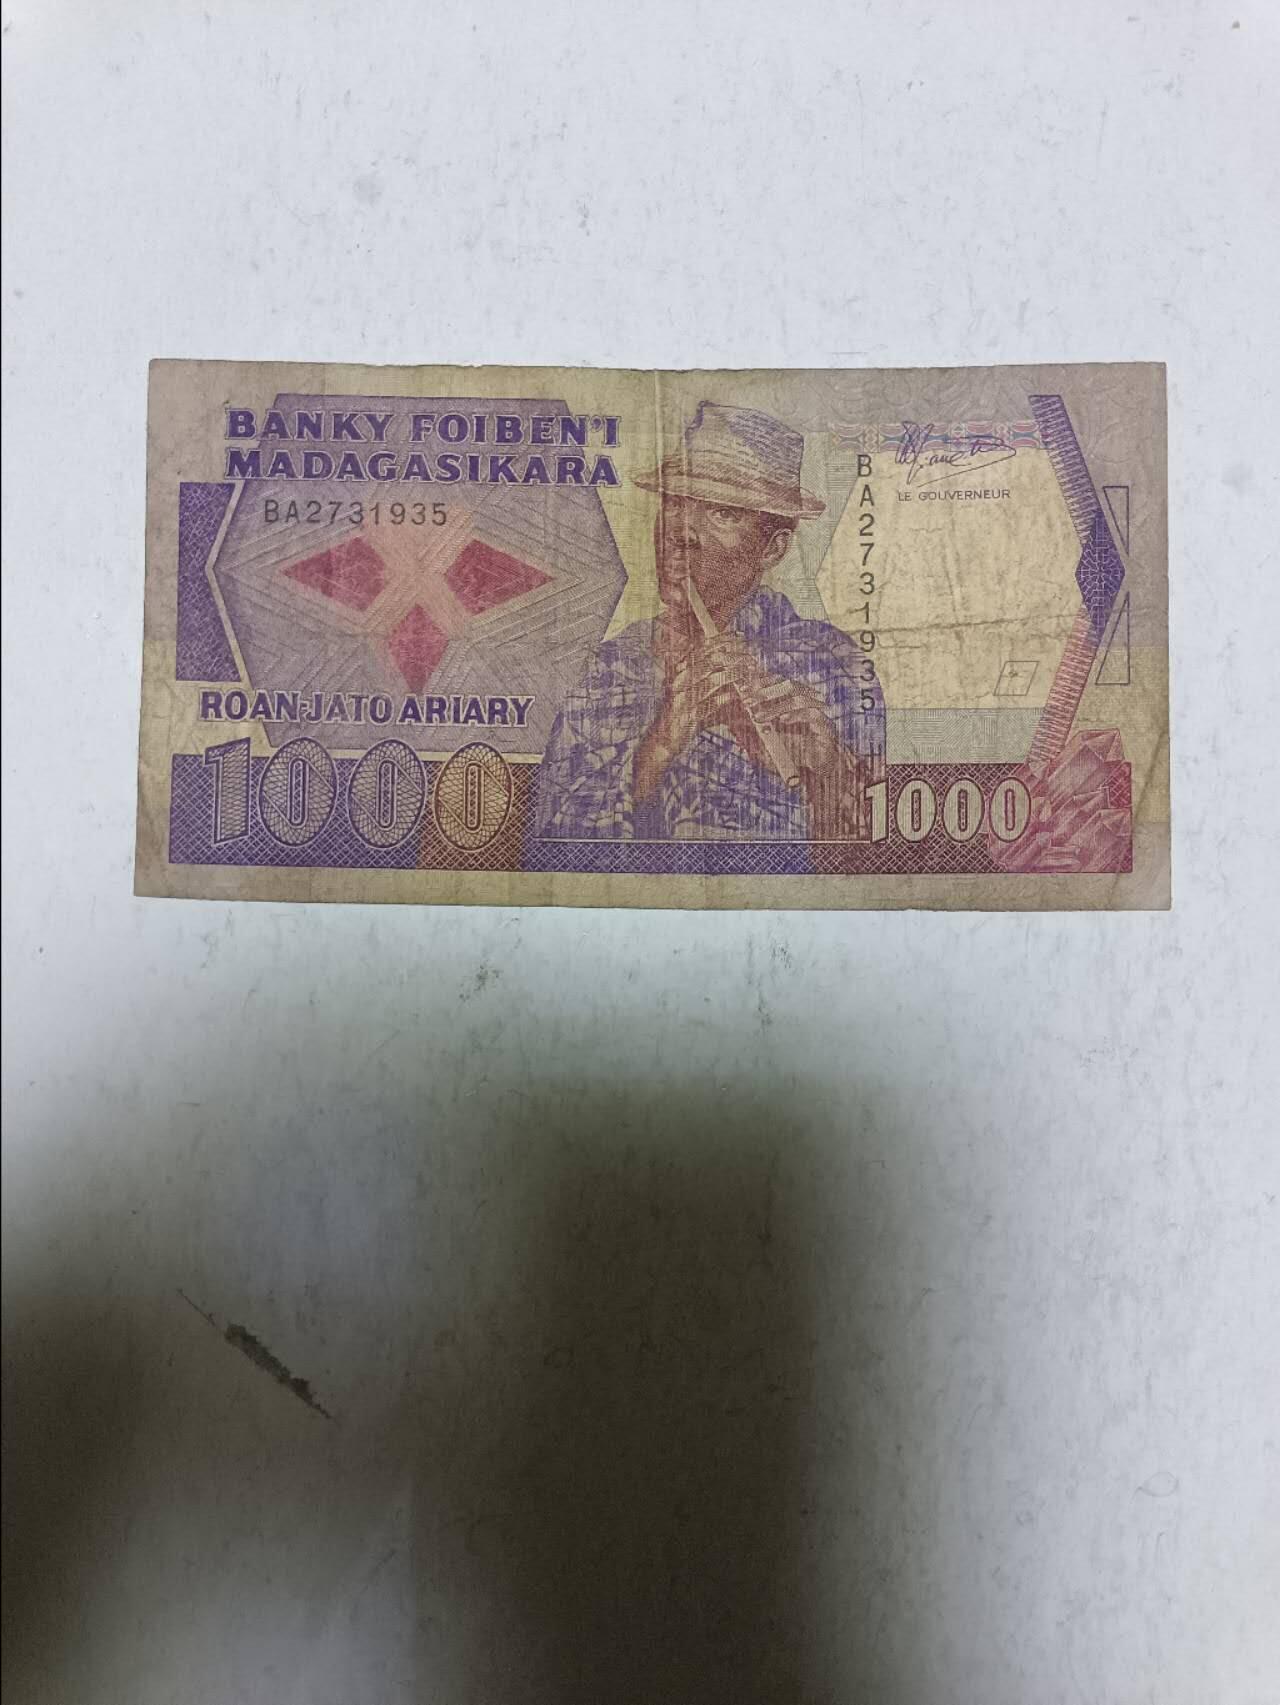 BANKY FOIBEN'I
MADAGASIKARA
BA2731935
LE GOUVERNEUR
BA2731935
ROAN-JATO ARIARY
1000
1000